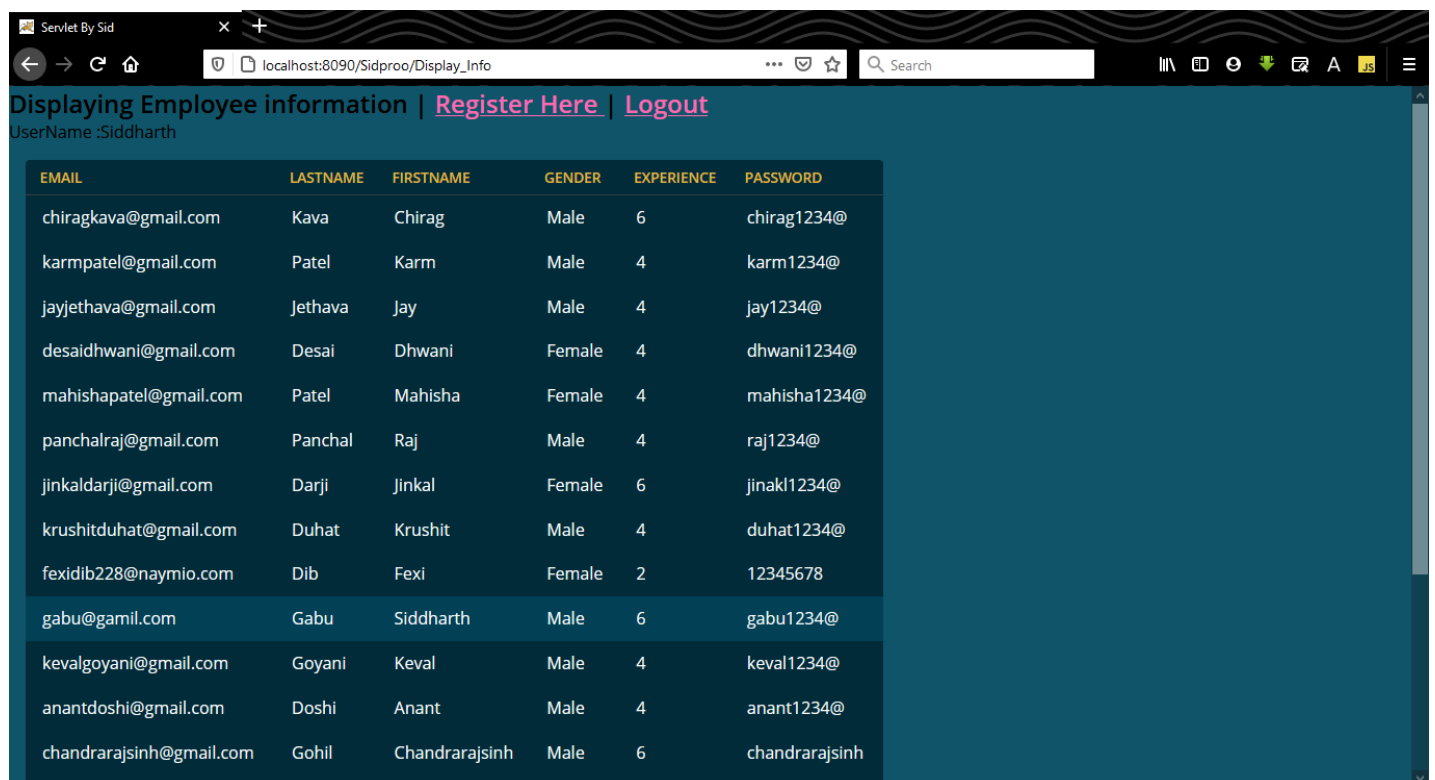 Servlet By Sid
localhost:8090/Sidproo/Display_Info
Search
JS
Displaying Employee information | Register Here | Logout
UserName :Siddharth
EMAIL LASTNAME FIRSTNAME GENDER EXPERIENCE PASSWORD
chiragkava@gmail.com Kava Chirag Male 6 chirag1234@
karmpatel@gmail.com Patel Karm Male 4 karm1234@
jayjethava@gmail.com Jethava Jay Male 4 jay1234@
desaidhwani@gmail.com Desai Dhwani Female 4 dhwani1234@
mahishapatel@gmail.com Patel Mahisha Female 4 mahisha1234@
panchalraj@gmail.com Panchal Raj Male 4 raj1234@
jinkaldarji@gmail.com Darji Jinkal Female 6 jinakl1234@
krushitduhat@gmail.com Duhat Krushit Male 4 duhat1234@
fexidib228@naymio.com Dib Fexi Female 2 12345678
gabu@gamil.com Gabu Siddharth Male 6 gabu1234@
kevalgoyani@gmail.com Goyani Keval Male 4 keval1234@
anantdoshi@gmail.com Doshi Anant Male 4 anant1234@
chandrarajsinh@gmail.com Gohil Chandrarajsinh Male 6 chandrarajsinh